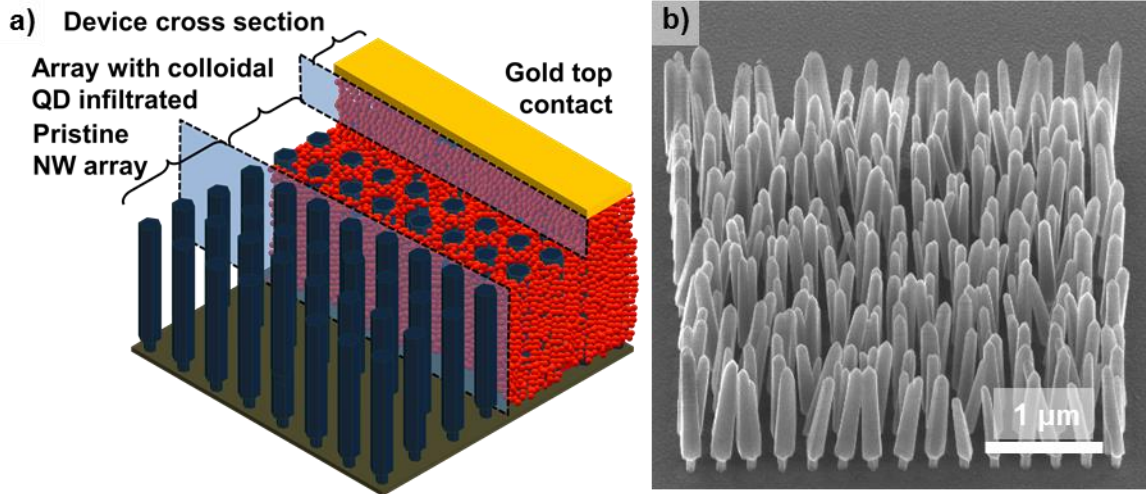 a)
Device cross section
Array with colloidal
QD infiltrated
Pristine
NW array
Gold top
contact
b)
1 µm